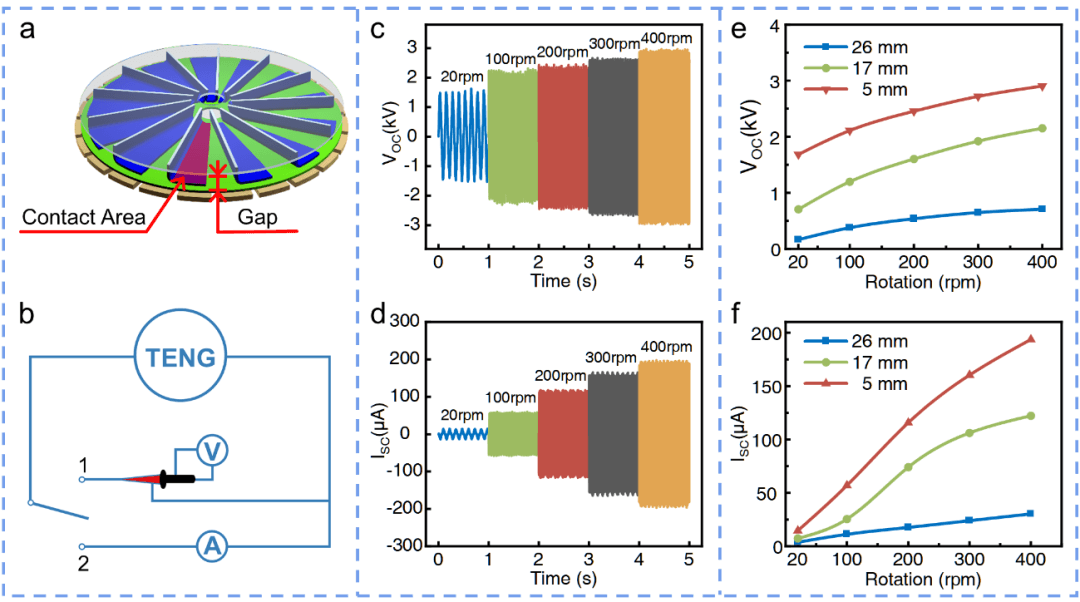 a
Contact Area
Gap
b
TENG
V
1
A
2
c
V_OC(kV)
3
2
1
0
-1
-2
-3
20rpm
100rpm
200rpm
300rpm
400rpm
0 1 2 3 4 5
Time (s)
d
I_SC(μA)
300
200
100
0
-100
-200
-300
20rpm
100rpm
200rpm
300rpm
400rpm
0 1 2 3 4 5
Time (s)
e
V_OC(kV)
4
3
2
1
0
26 mm
17 mm
5 mm
20 100 200 300 400
Rotation (rpm)
f
I_SC(μA)
200
150
100
50
0
26 mm
17 mm
5 mm
20 100 200 300 400
Rotation (rpm)